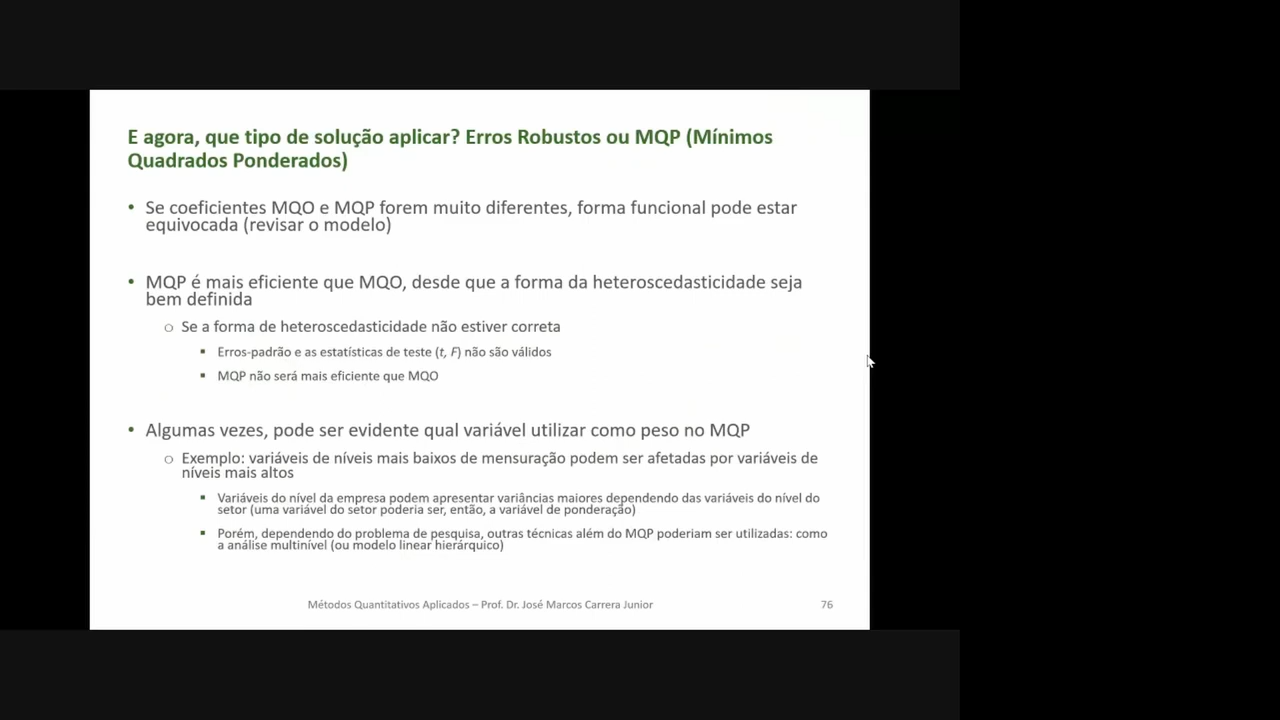 E agora, que tipo de solução aplicar? Erros Robustos ou MQP (Mínimos
Quadrados Ponderados)
• Se coeficientes MQO e MQP forem muito diferentes, forma funcional pode estar
equivocada (revisar o modelo)
• MQP é mais eficiente que MQO, desde que a forma da heteroscedasticidade seja
bem definida
○ Se a forma de heteroscedasticidade não estiver correta
▪ Erros-padrão e as estatísticas de teste (t, F) não são válidos
▪ MQP não será mais eficiente que MQO
• Algumas vezes, pode ser evidente qual variável utilizar como peso no MQP
○ Exemplo: variáveis de níveis mais baixos de mensuração podem ser afetadas por variáveis de
níveis mais altos
▪ Variáveis do nível da empresa podem apresentar variâncias maiores dependendo das variáveis do nível do
setor (uma variável do setor poderia ser, então, a variável de ponderação)
▪ Porém, dependendo do problema de pesquisa, outras técnicas além do MQP poderiam ser utilizadas: como
a análise multinível (ou modelo linear hierárquico)
Métodos Quantitativos Aplicados – Prof. Dr. José Marcos Carrera Junior
76